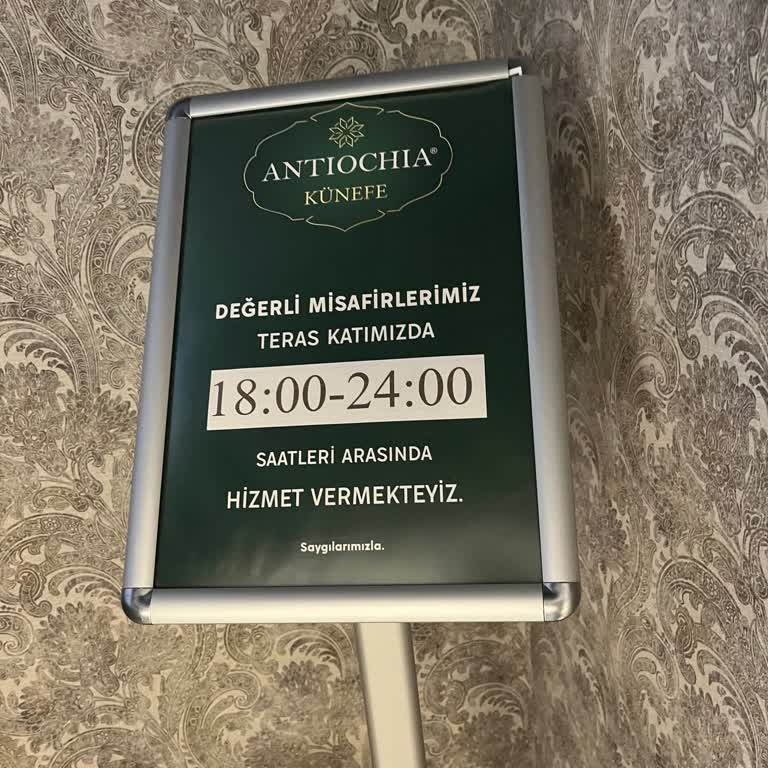 ANTIOCHIA®
KÜNEFE
DEĞERLİ MİSAFİRLERİMİZ
TERAS KATIMIZDA
18:00-24:00
SAATLERİ ARASINDA
HİZMET VERMEKTEYİZ.
Saygılarımızla.